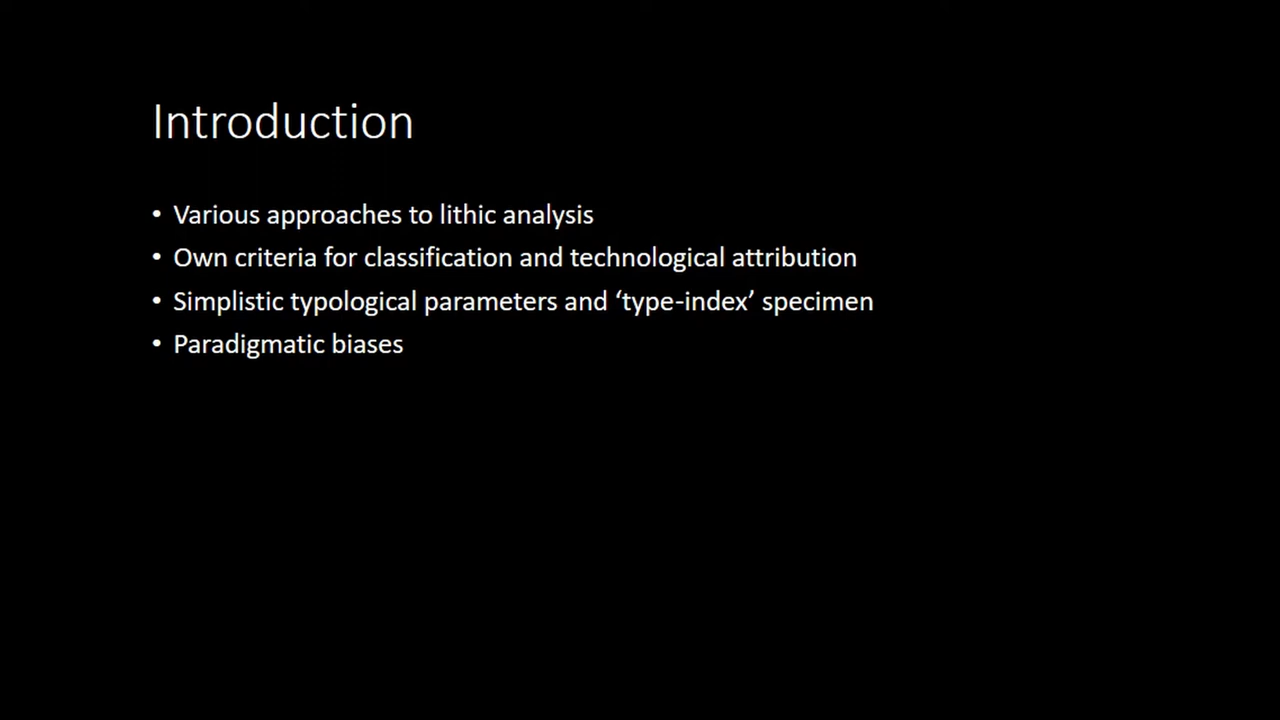 Introduction
• Various approaches to lithic analysis
• Own criteria for classification and technological attribution
• Simplistic typological parameters and ‘type-index’ specimen
• Paradigmatic biases